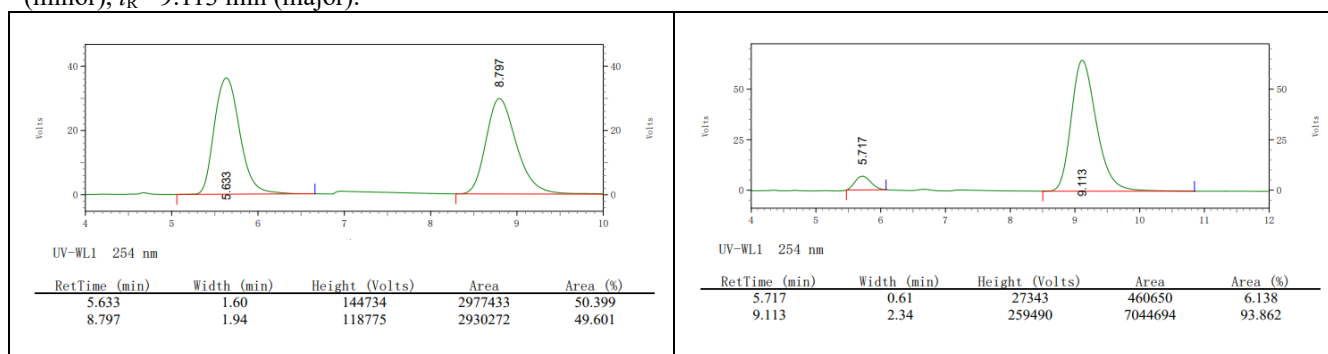 (minor), tR = 9.113 min (major).
40
20
0
Volts
5.633
8.797
40
20
0
Volts
4 5 6 7 8 9 10
UV-WL1 254 nm
RetTime (min) Width (min) Height (Volts) Area Area (%)
5.633 1.60 144734 2977433 50.399
8.797 1.94 118775 2930272 49.601
50
25
0
Volts
5.717
9.113
50
25
0
Volts
4 5 6 7 8 9 10 11 12
UV-WL1 254 nm
RetTime (min) Width (min) Height (Volts) Area Area (%)
5.717 0.61 27343 460650 6.138
9.113 2.34 259490 7044694 93.862